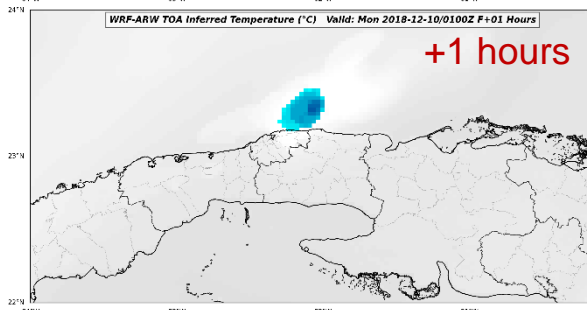 24°N
WRF-ARW TOA Inferred Temperature (°C) Valid: Mon 2018-12-10/0100Z F+01 Hours
+1 hours
23°N
22°N